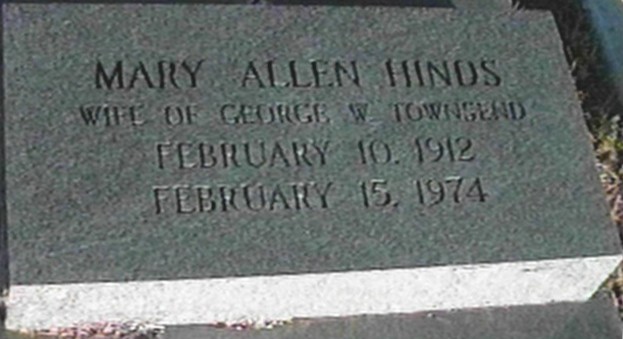 MARY ALLEN HINDS
WIFE OF GEORGE W. TOWNSEND
FEBRUARY 10, 1912
FEBRUARY 15, 1974